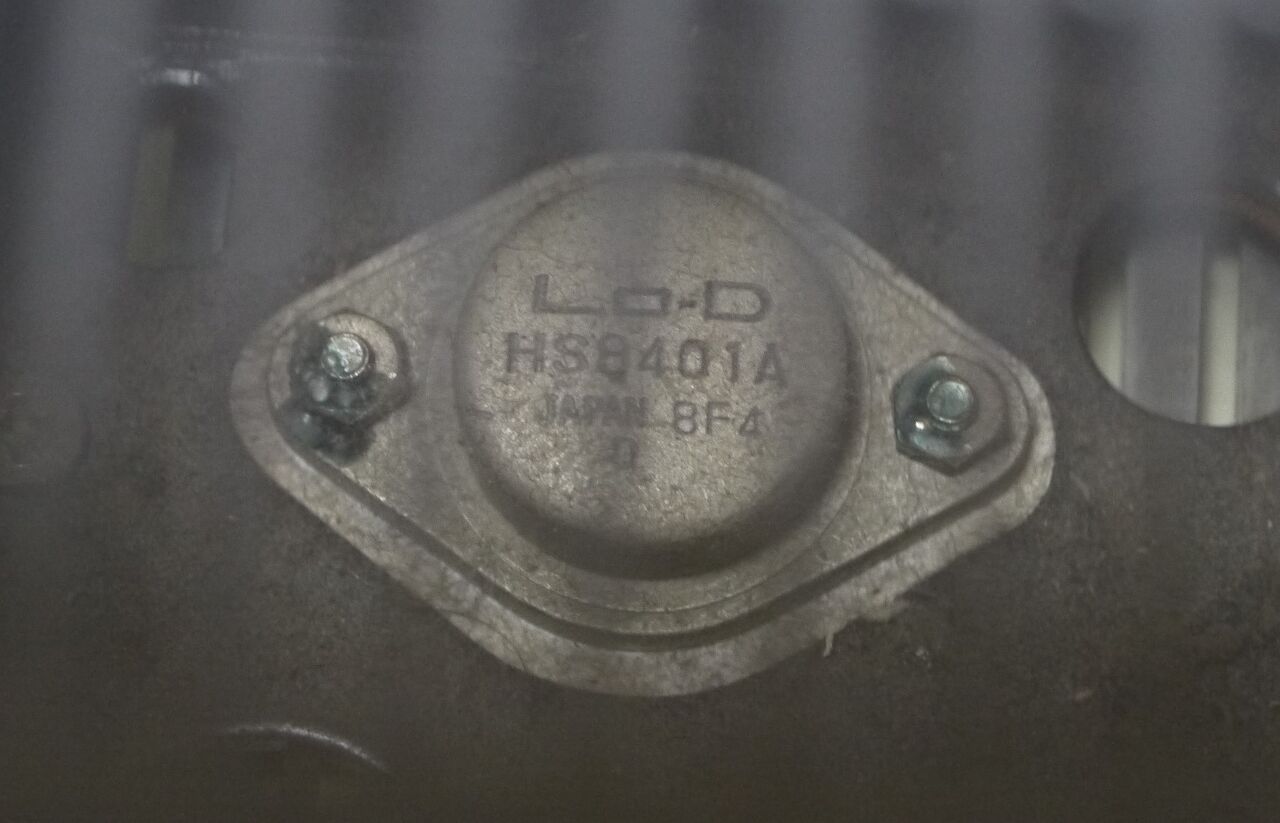 Lo-D
HS8401A
JAPAN 8F4
D